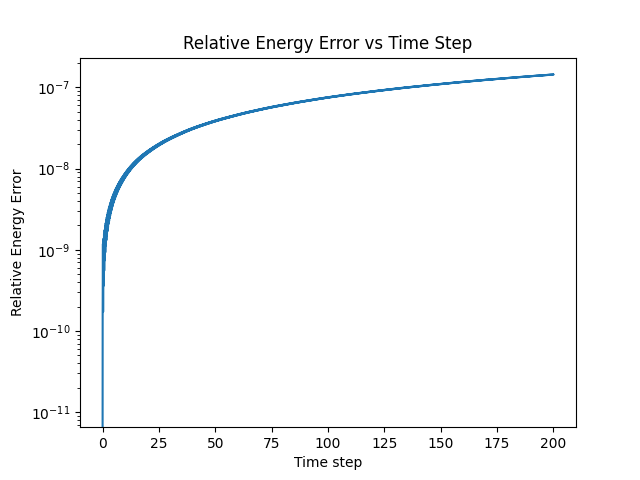 Relative Energy Error vs Time Step
Relative Energy Error
10⁻⁷
10⁻⁸
10⁻⁹
10⁻¹⁰
10⁻¹¹
0 25 50 75 100 125 150 175 200
Time step